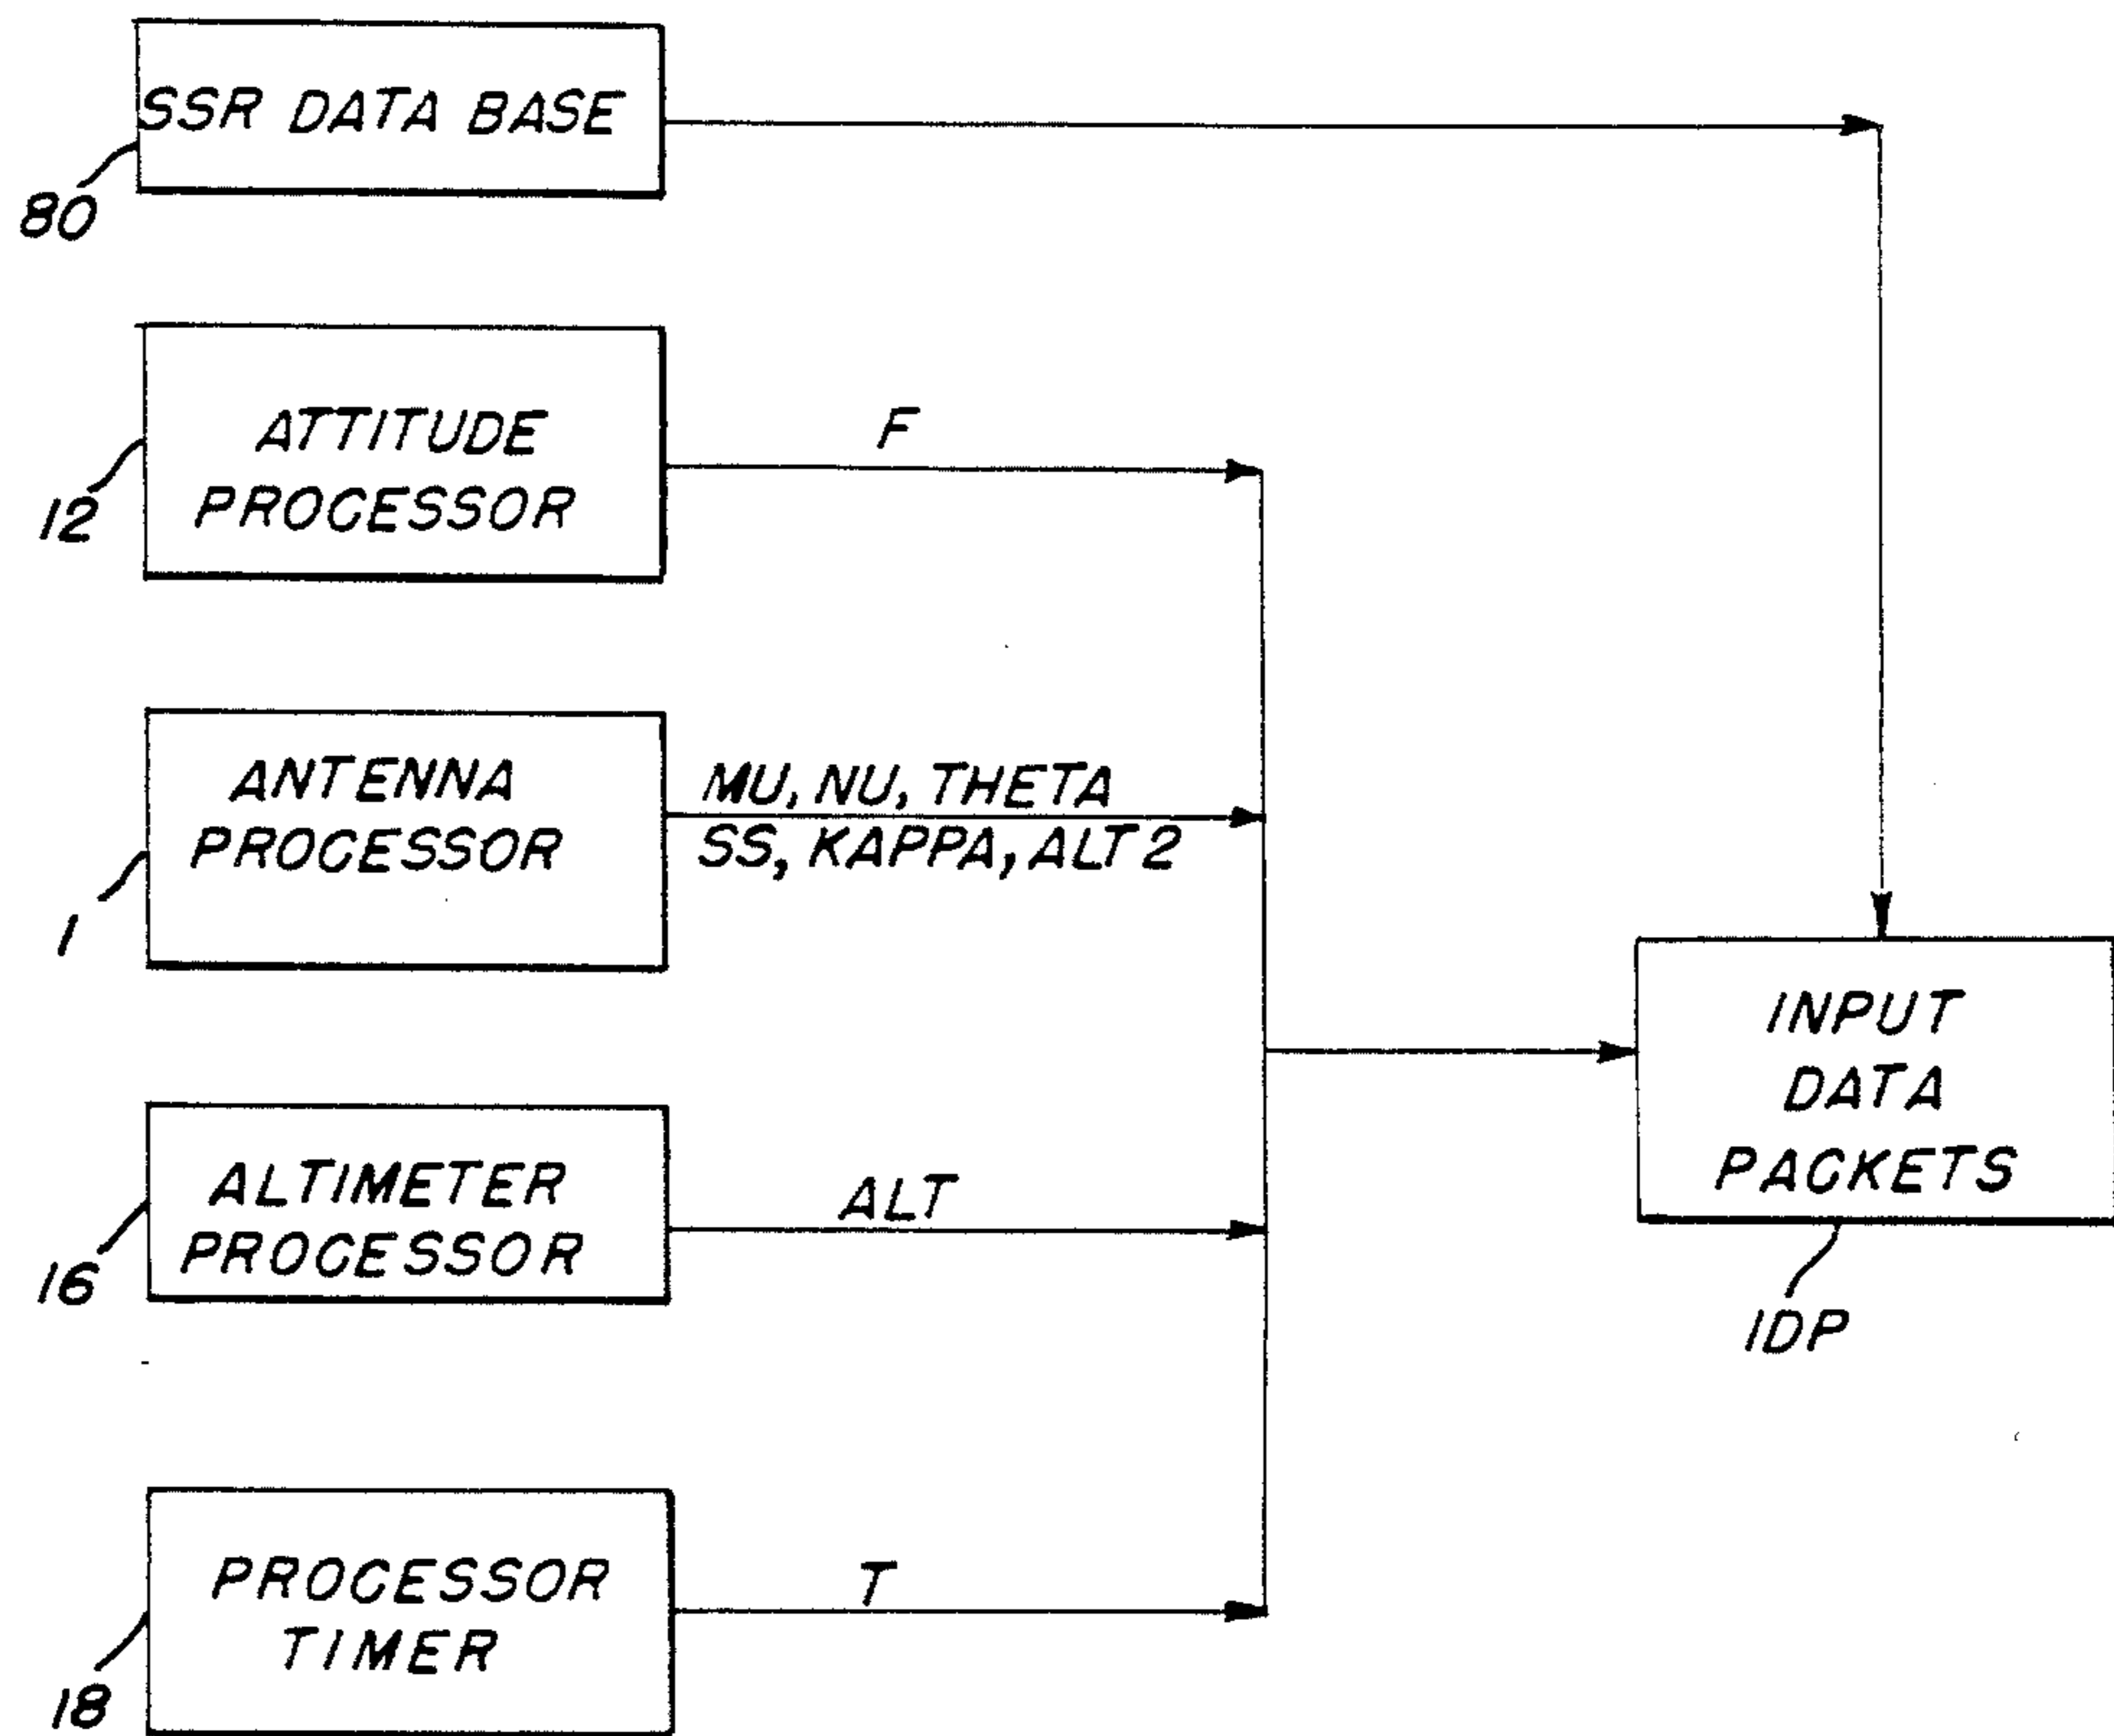 SSR DATA BASE
80
ATTITUDE
PROCESSOR
12
F
ANTENNA
PROCESSOR
1
MU, NU, THETA
SS, KAPPA, ALT 2
INPUT
DATA
PACKETS
IDP
ALTIMETER
PROCESSOR
16
ALT
PROCESSOR
TIMER
18
T